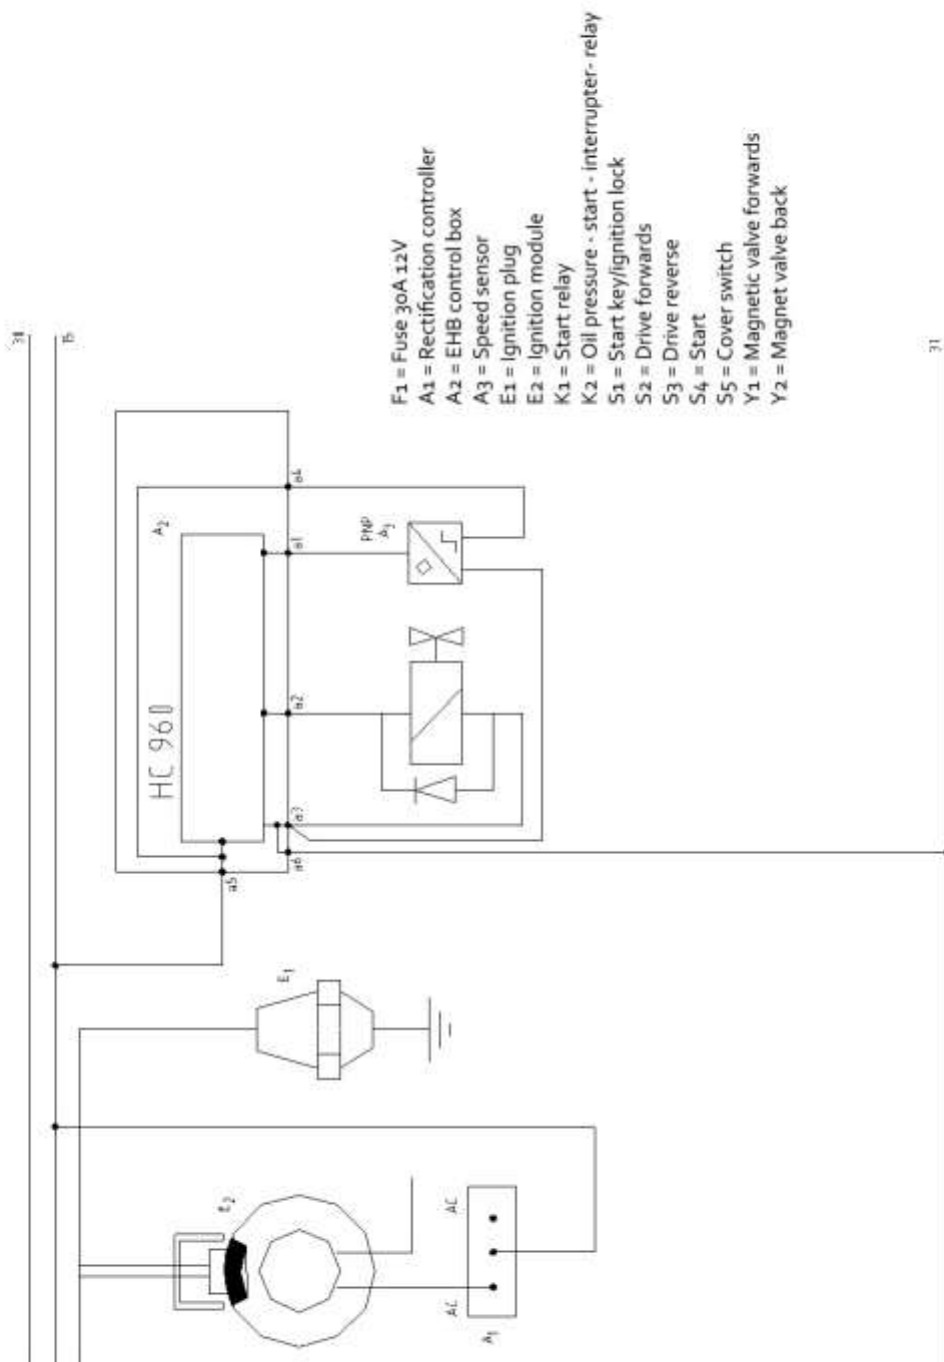 15
HC 960
A2
E2
a5
E1
a6
a3
a2
a1
a4
PNP
A3
AC
AC
A1
F1 = Fuse 30A 12V
A1 = Rectification controller
A2 = EHB control box
A3 = Speed sensor
E1 = Ignition plug
E2 = Ignition module
K1 = Start relay
K2 = Oil pressure - start - interrupter- relay
S1 = Start key/ignition lock
S2 = Drive forwards
S3 = Drive reverse
S4 = Start
S5 = Cover switch
Y1 = Magnetic valve forwards
Y2 = Magnet valve back
31